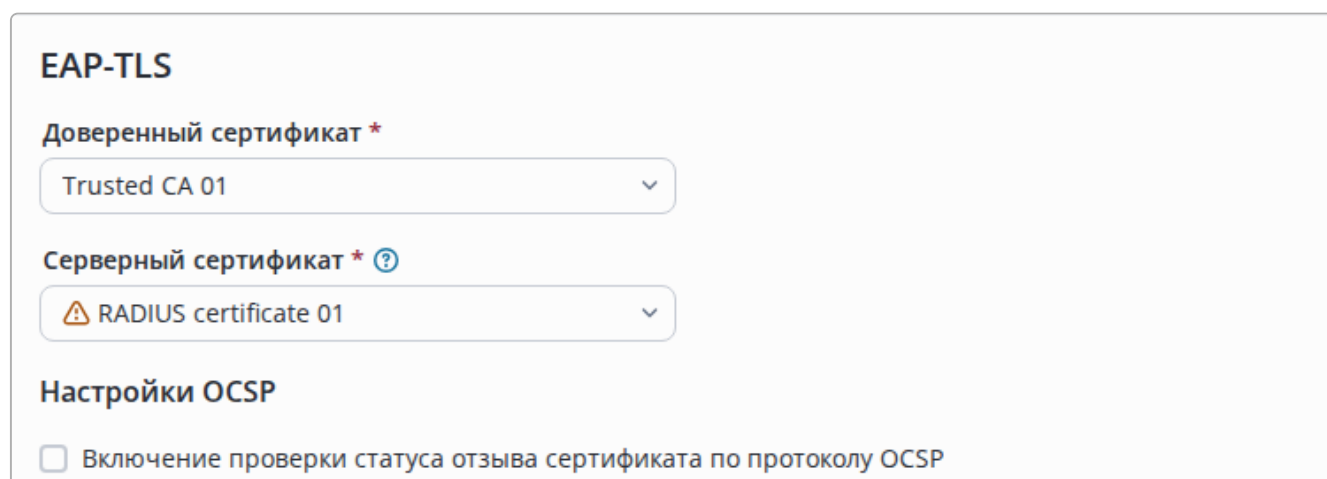 EAP-TLS
Доверенный сертификат *
Trusted CA 01
Серверный сертификат * ?
RADIUS certificate 01
Настройки OCSP
Включение проверки статуса отзыва сертификата по протоколу OCSP